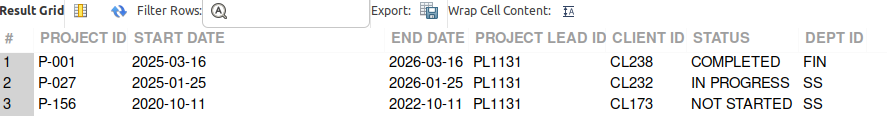 Result Grid Filter Rows: Export: Wrap Cell Content: IA
# PROJECT ID START DATE END DATE PROJECT LEAD ID CLIENT ID STATUS DEPT ID
1 P-001 2025-03-16 2026-03-16 PL1131 CL238 COMPLETED FIN
2 P-027 2025-01-25 2026-01-25 PL1131 CL232 IN PROGRESS SS
3 P-156 2020-10-11 2022-10-11 PL1131 CL173 NOT STARTED SS